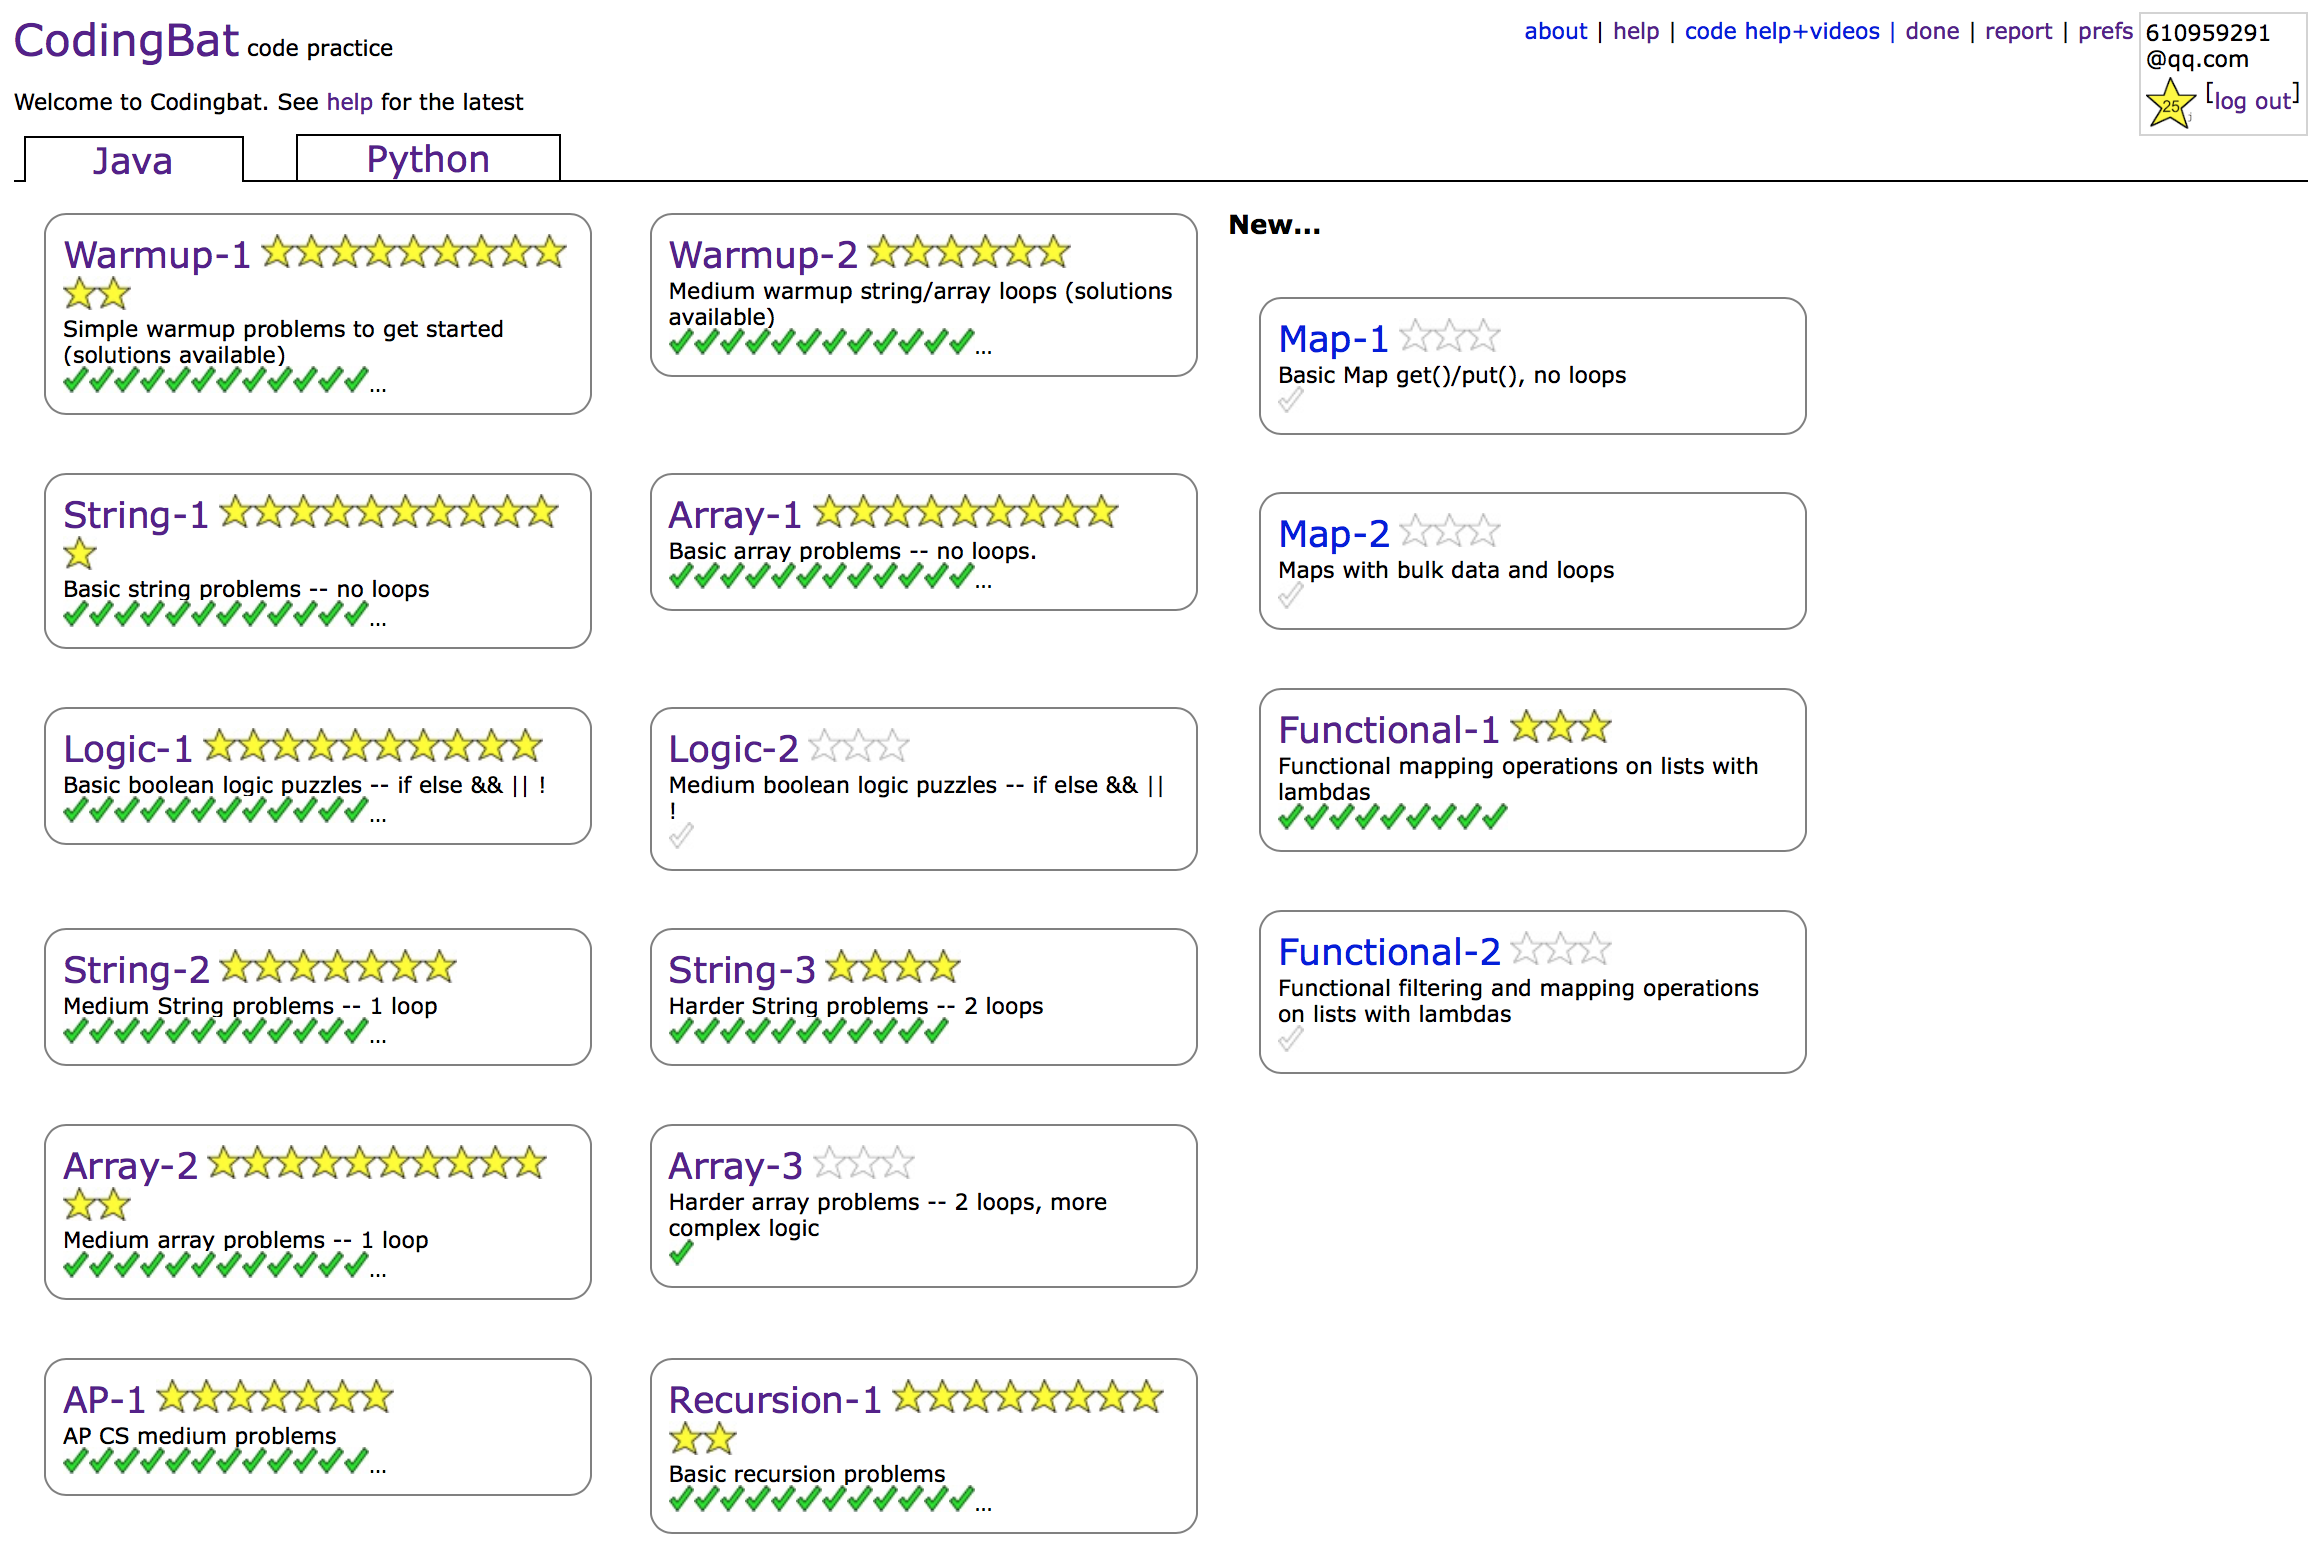 CodingBat code practice
about | help | code help+videos | done | report | prefs
610959291
@qq.com
25
j
[log out]
Welcome to Codingbat. See help for the latest
Java
Python
Warmup-1
Simple warmup problems to get started
(solutions available)
...
Warmup-2
Medium warmup string/array loops (solutions
available)
...
New...
Map-1
Basic Map get()/put(), no loops
String-1
Basic string problems -- no loops
...
Array-1
Basic array problems -- no loops.
...
Map-2
Maps with bulk data and loops
Logic-1
Basic boolean logic puzzles -- if else && || !
...
Logic-2
Medium boolean logic puzzles -- if else && ||
!
Functional-1
Functional mapping operations on lists with
lambdas
String-2
Medium String problems -- 1 loop
...
String-3
Harder String problems -- 2 loops
Functional-2
Functional filtering and mapping operations
on lists with lambdas
Array-2
Medium array problems -- 1 loop
...
Array-3
Harder array problems -- 2 loops, more
complex logic
AP-1
AP CS medium problems
...
Recursion-1
Basic recursion problems
...